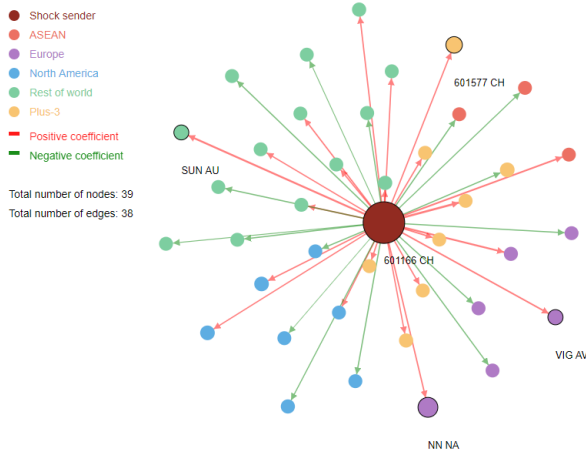 Shock sender
ASEAN
Europe
North America
Rest of world
Plus-3
Positive coefficient
Negative coefficient
Total number of nodes: 39
Total number of edges: 38
601577 CH
SUN AU
601166 CH
VIG AV
NN NA